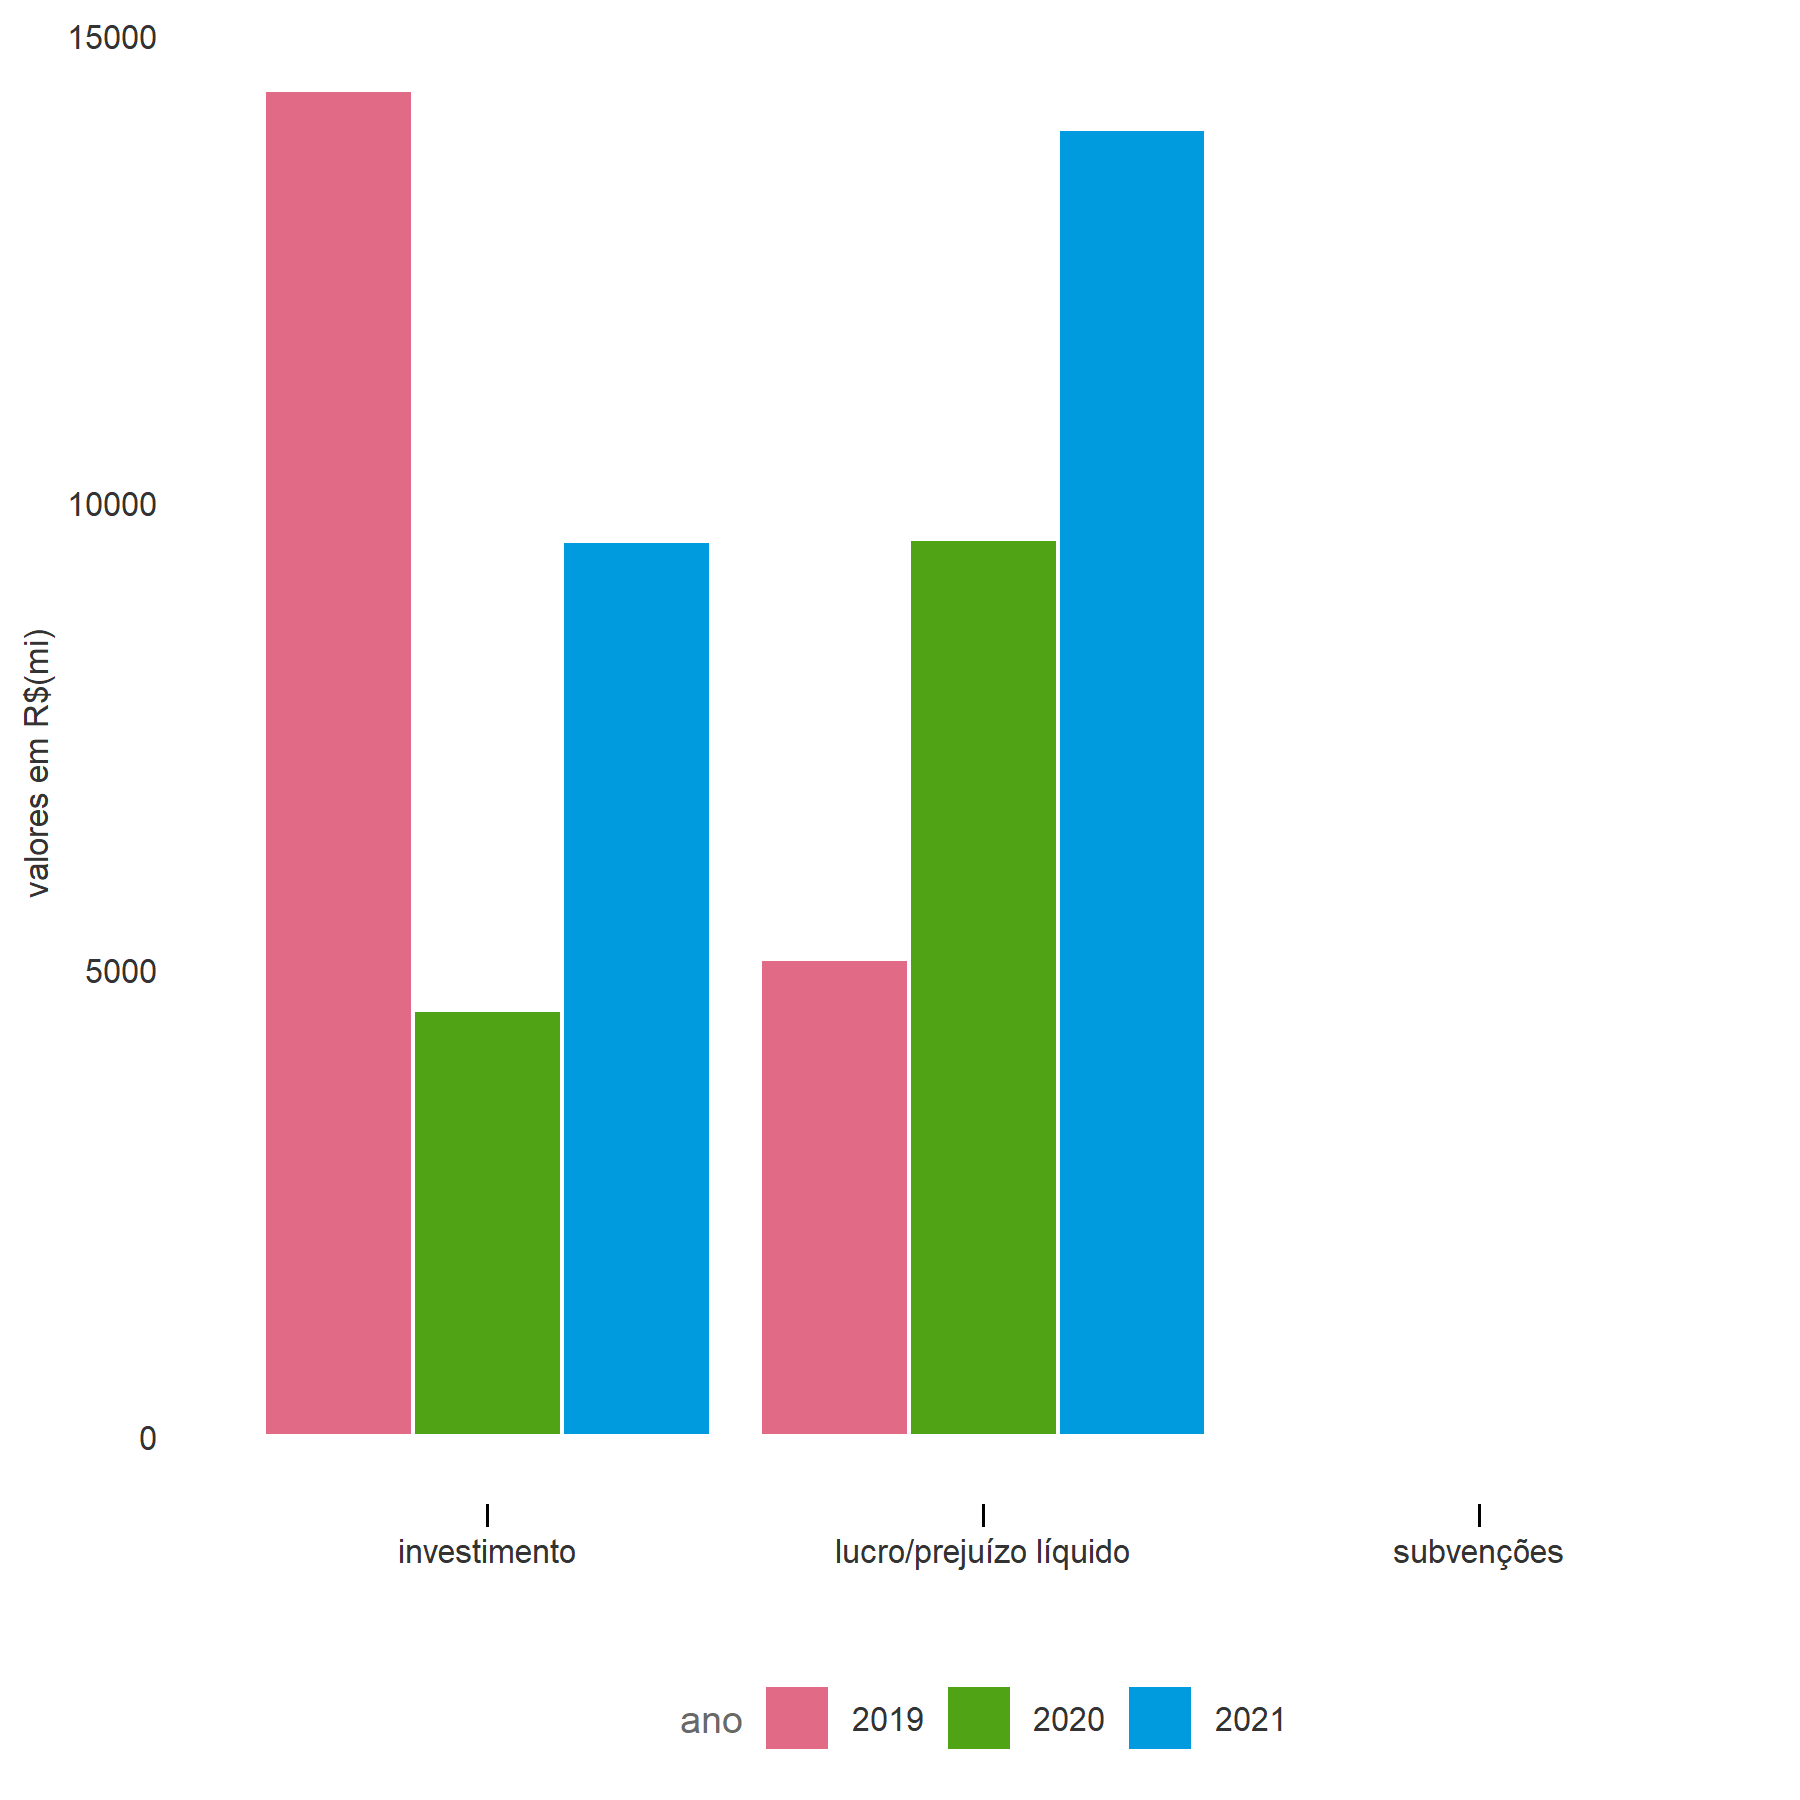 15000
10000
5000
0
valores em R$(mi)
investimento
lucro/prejuízo líquido
subvenções
ano 2019 2020 2021